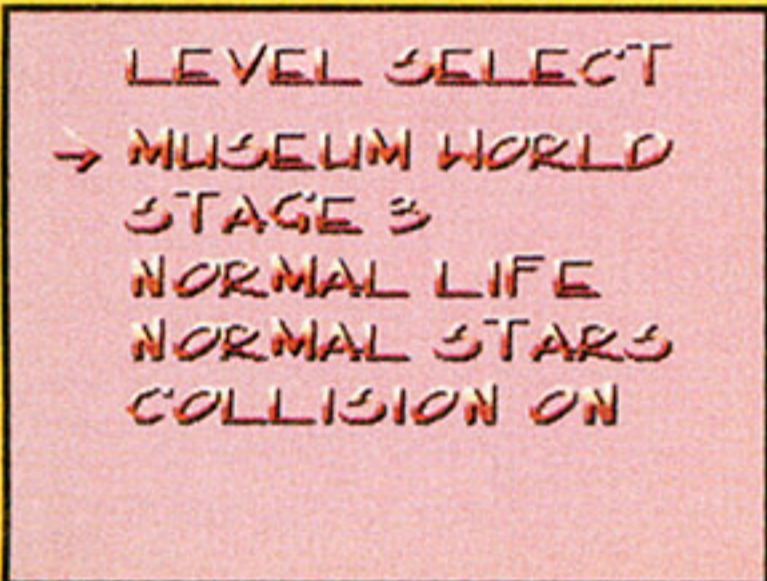 LEVEL SELECT
→ MUSEUM WORLD
STAGE 3
NORMAL LIFE
NORMAL STARS
COLLISION ON